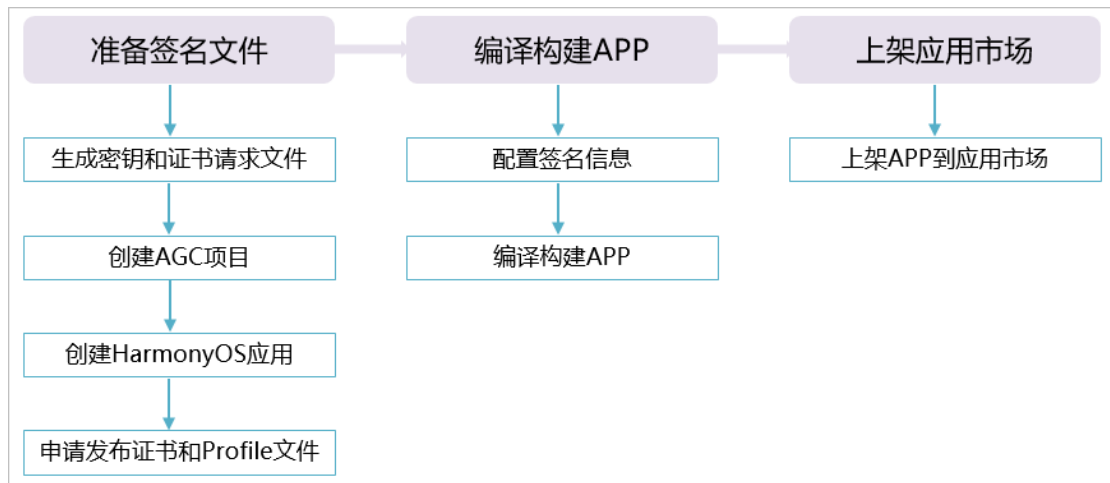 准备签名文件
编译构建APP
上架应用市场
生成密钥和证书请求文件
配置签名信息
上架APP到应用市场
创建AGC项目
编译构建APP
创建HarmonyOS应用
申请发布证书和Profile文件